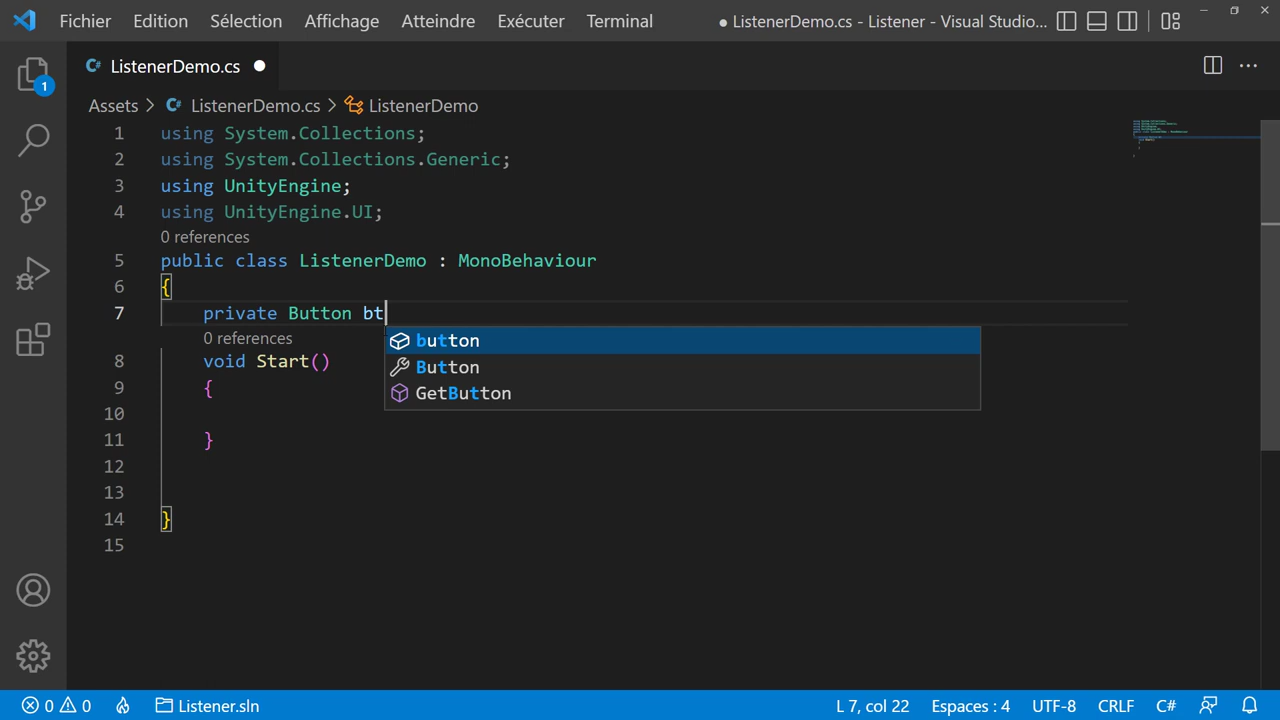 Fichier Edition Sélection Affichage Atteindre Exécuter Terminal ● ListenerDemo.cs - Listener - Visual Studio...
1
C# ListenerDemo.cs ●
Assets > C# ListenerDemo.cs > ListenerDemo
1 using System.Collections;
2 using System.Collections.Generic;
3 using UnityEngine;
4 using UnityEngine.UI;
0 references
5 public class ListenerDemo : MonoBehaviour
6 {
7 private Button bt
button
Button
GetButton
0 references
8 void Start()
9 {
10
11 }
12
13
14 }
15
0 0 Listener.sln L 7, col 22 Espaces : 4 UTF-8 CRLF C#